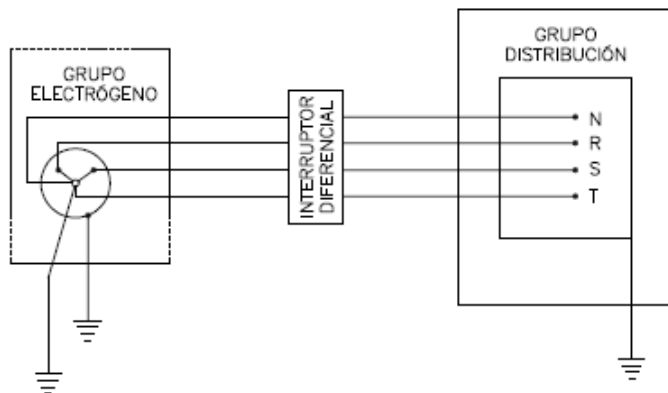 GRUPO
ELECTRÓGENO
INTERRUPTOR
DIFERENCIAL
GRUPO
DISTRIBUCIÓN
N
R
S
T